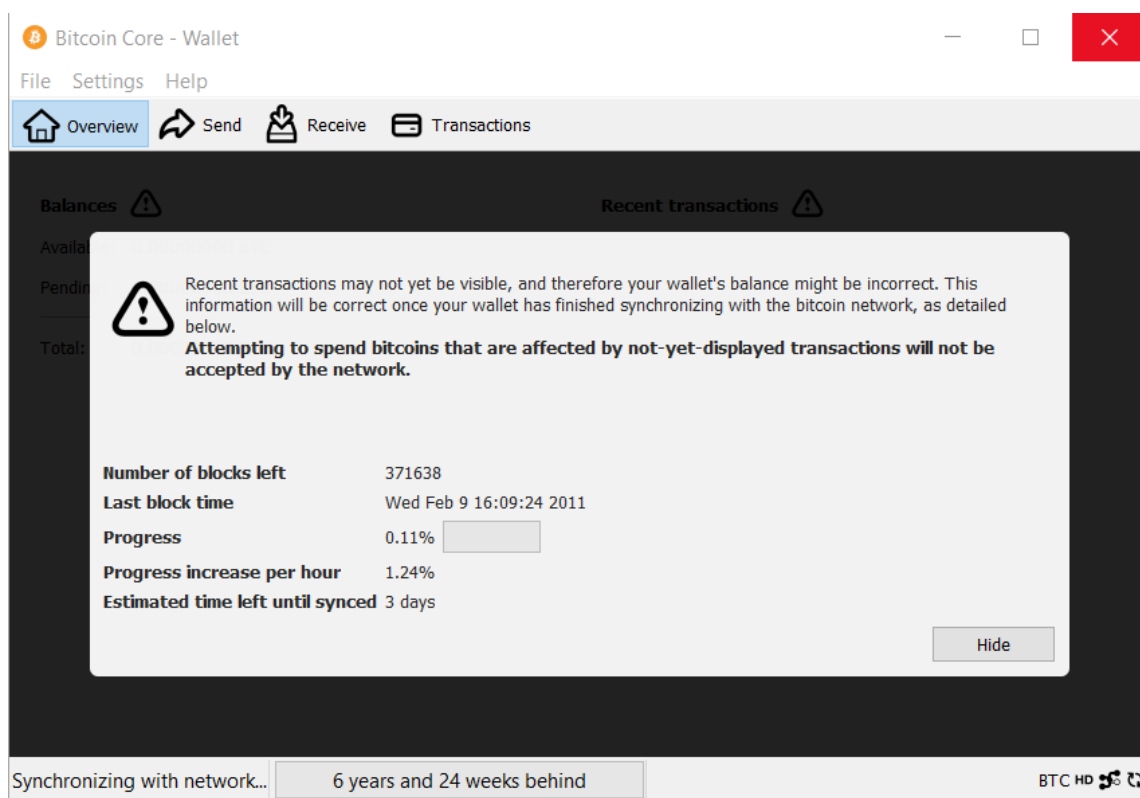 Bitcoin Core - Wallet
File Settings Help
Overview Send Receive Transactions
Balances Recent transactions
Total:
Recent transactions may not yet be visible, and therefore your wallet's balance might be incorrect. This
information will be correct once your wallet has finished synchronizing with the bitcoin network, as detailed
below.
Attempting to spend bitcoins that are affected by not-yet-displayed transactions will not be
accepted by the network.
Number of blocks left 371638
Last block time Wed Feb 9 16:09:24 2011
Progress 0.11%
Progress increase per hour 1.24%
Estimated time left until synced 3 days
Hide
Synchronizing with network... 6 years and 24 weeks behind BTC HD